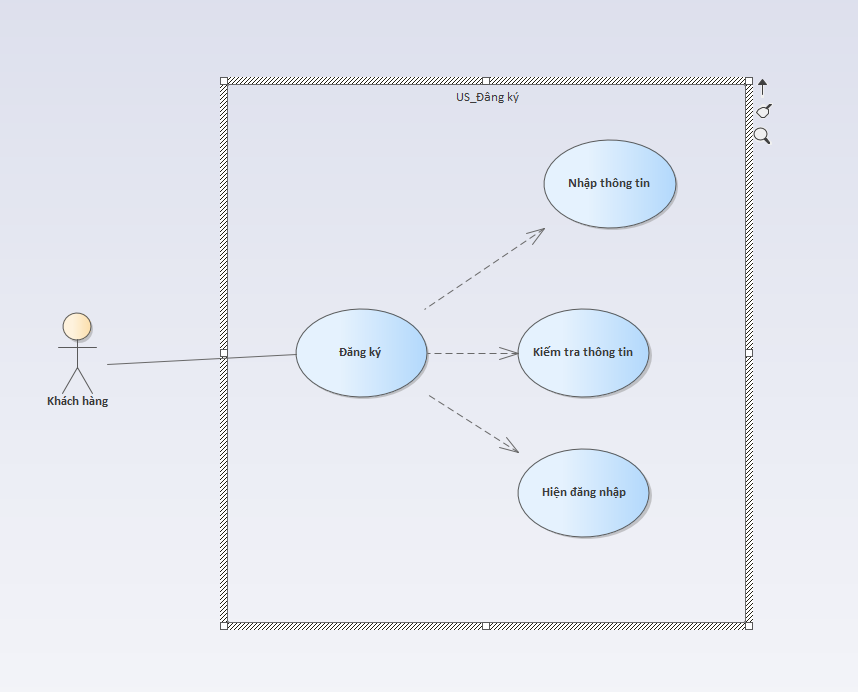 US_Đăng ký
Nhập thông tin
Đăng ký
Kiểm tra thông tin
Khách hàng
Hiện đăng nhập